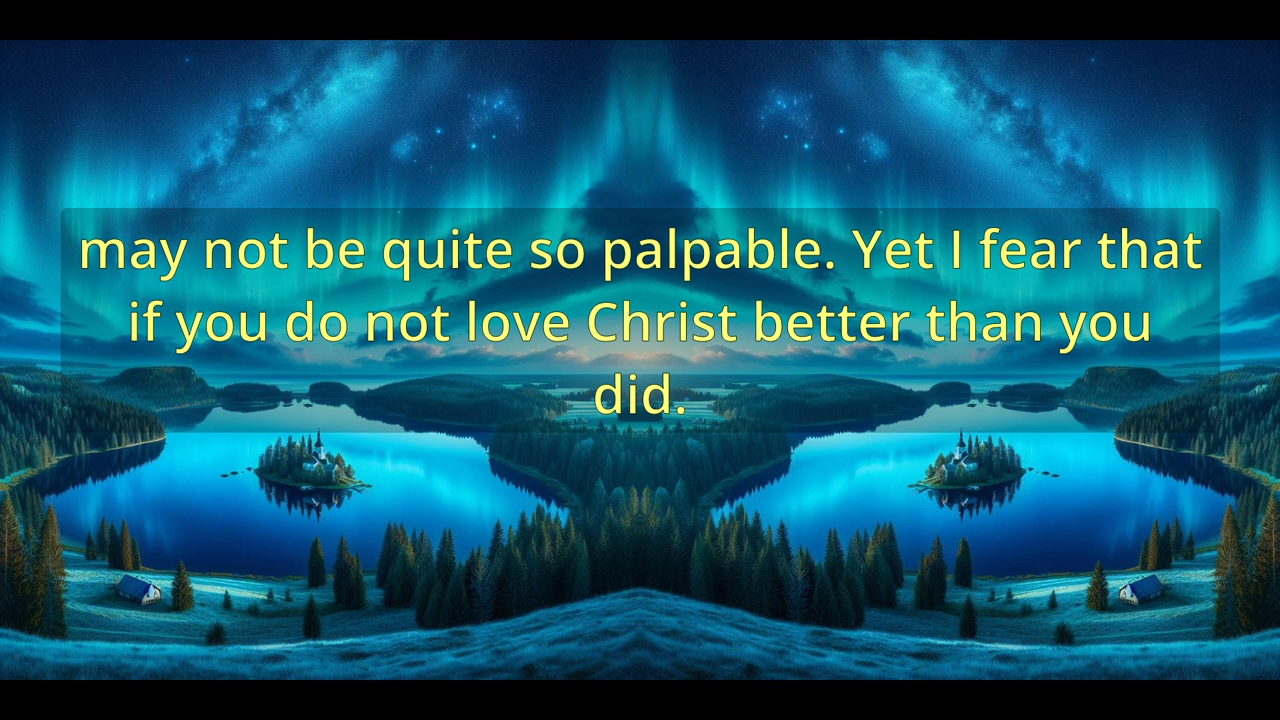 may not be quite so palpable. Yet I fear that
if you do not love Christ better than you
did.